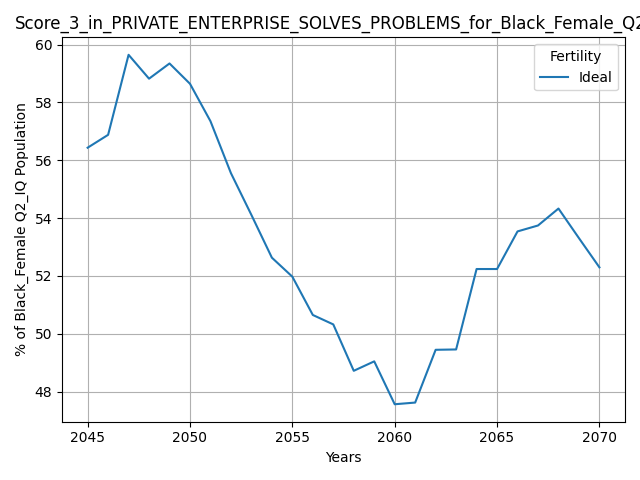 Score_3_in_PRIVATE_ENTERPRISE_SOLVES_PROBLEMS_for_Black_Female_Q2
60
58
56
54
52
50
48
% of Black_Female Q2_IQ Population
Fertility
Ideal
2045
2050
2055
2060
2065
2070
Years